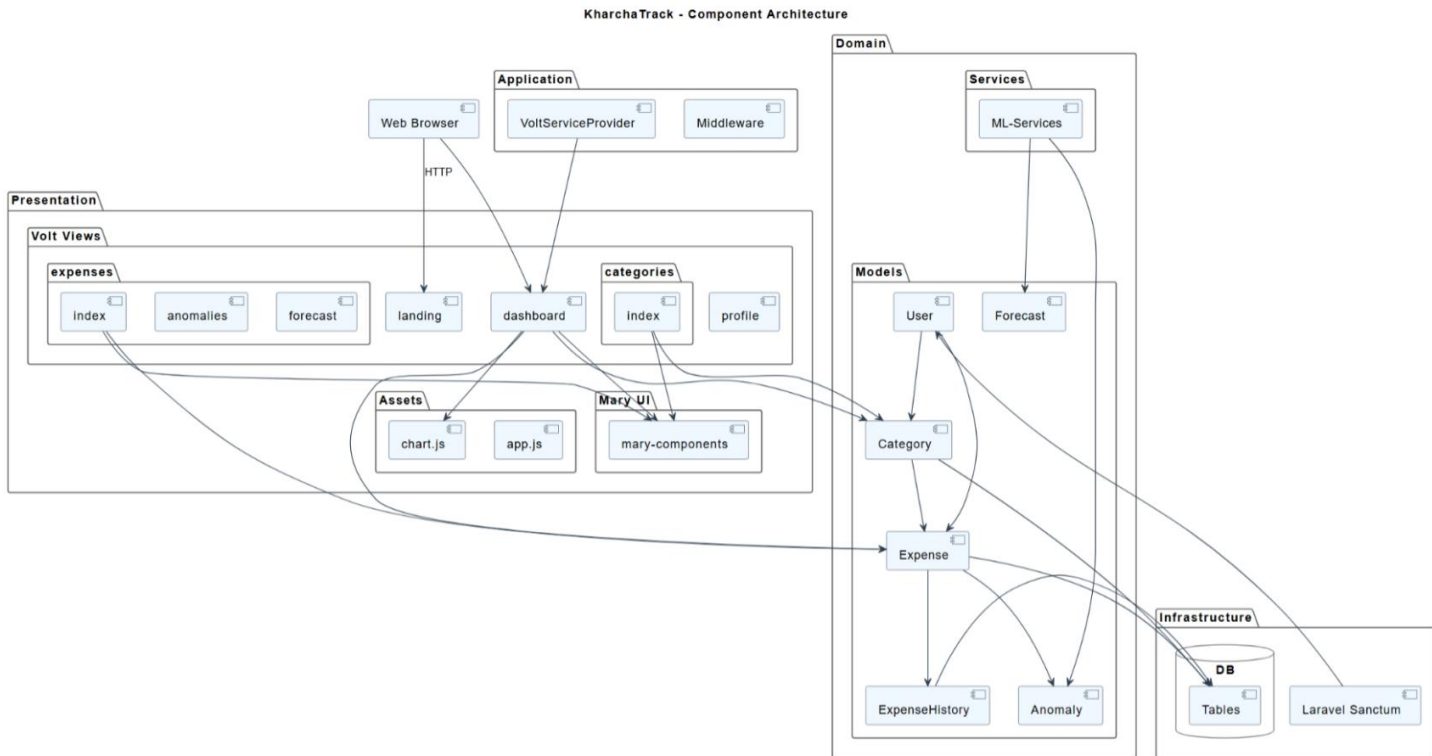 KharchaTrack - Component Architecture
Domain
Application
Services
Web Browser
VoltServiceProvider
Middleware
ML-Services
HTTP
Presentation
Volt Views
expenses
categories
Models
index
anomalies
forecast
landing
dashboard
index
profile
User
Forecast
Assets
Mary UI
chart.js
app.js
mary-components
Category
Expense
Infrastructure
DB
ExpenseHistory
Anomaly
Tables
Laravel Sanctum